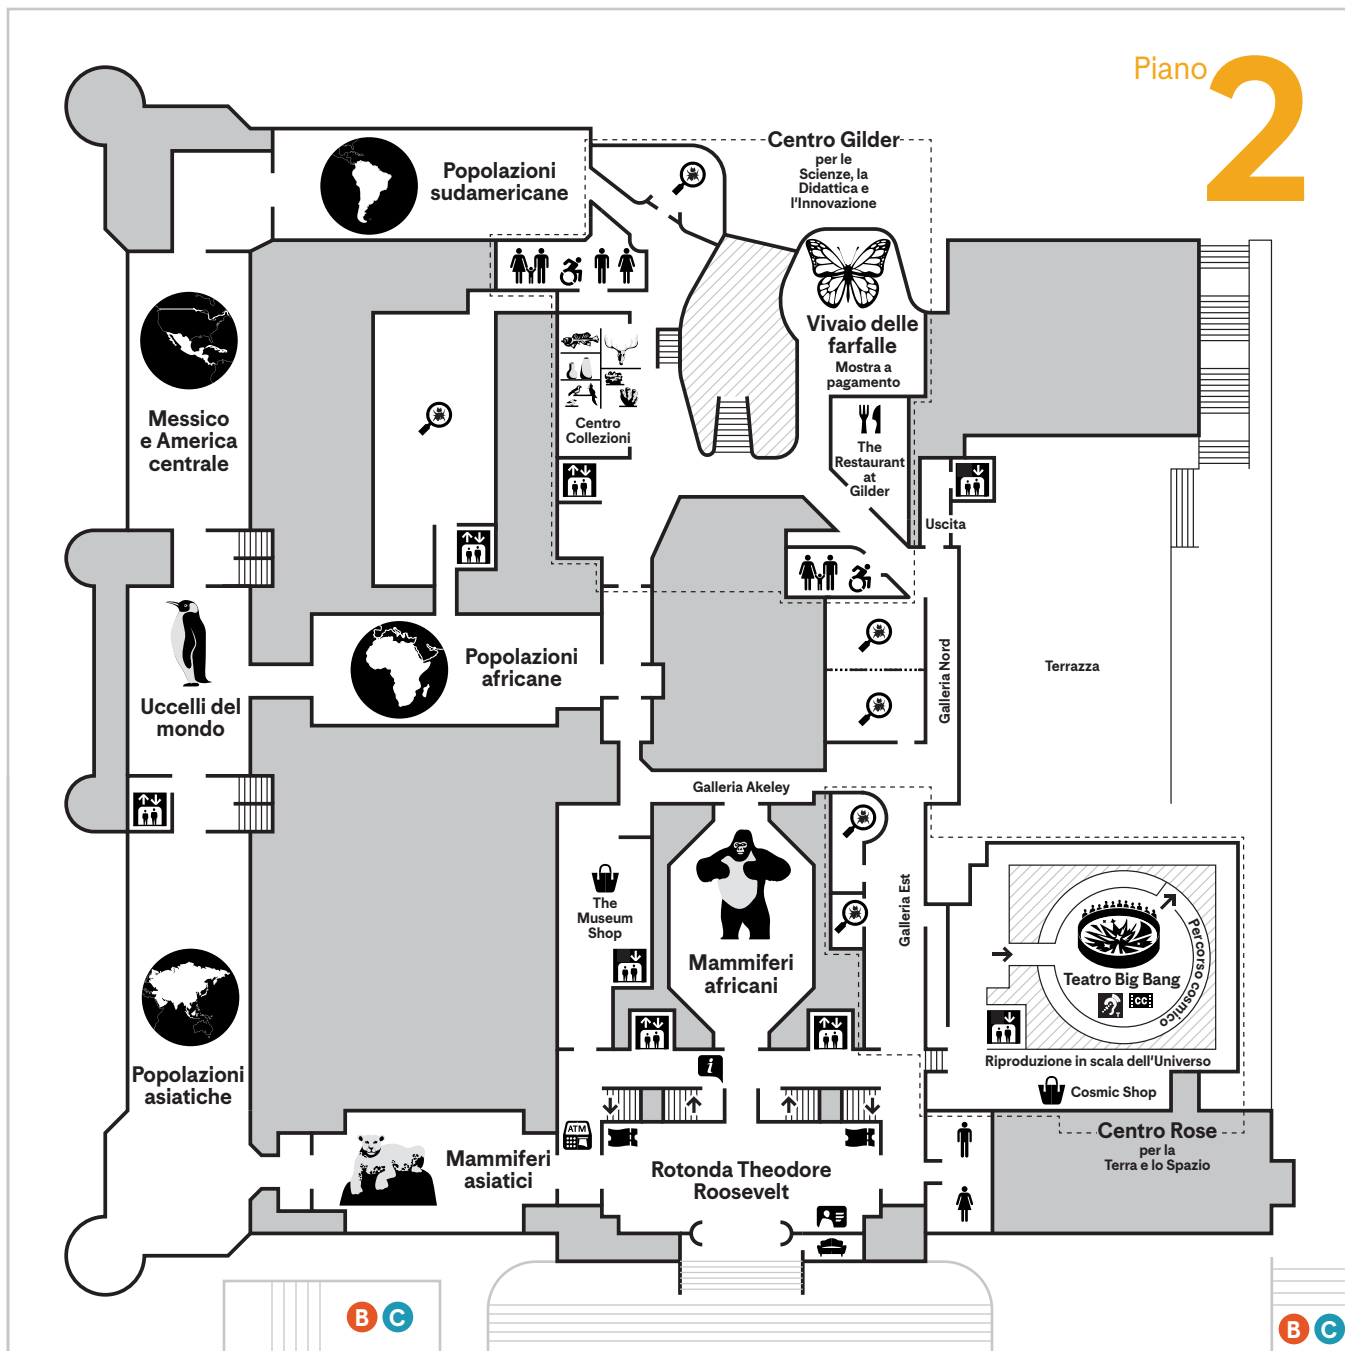 Piano
2
Centro Gilder
per le
Scienze, la
Didattica e
l'Innovazione
Popolazioni
sudamericane
Vivaio delle
farfalle
Mostra a
pagamento
Messico
e America
centrale
Centro
Collezioni
The
Restaurant
at
Gilder
Uscita
Popolazioni
africane
Galleria Nord
Terrazza
Uccelli del
mondo
Galleria Akeley
The
Museum
Shop
Galleria Est
Mammiferi
africani
Percorso cosmico
Teatro Big Bang
CC
Riproduzione in scala dell'Universo
Cosmic Shop
i
Popolazioni
asiatiche
ATM
Mammiferi
asiatici
Rotonda Theodore
Roosevelt
Centro Rose
per la
Terra e lo Spazio
B C
B C